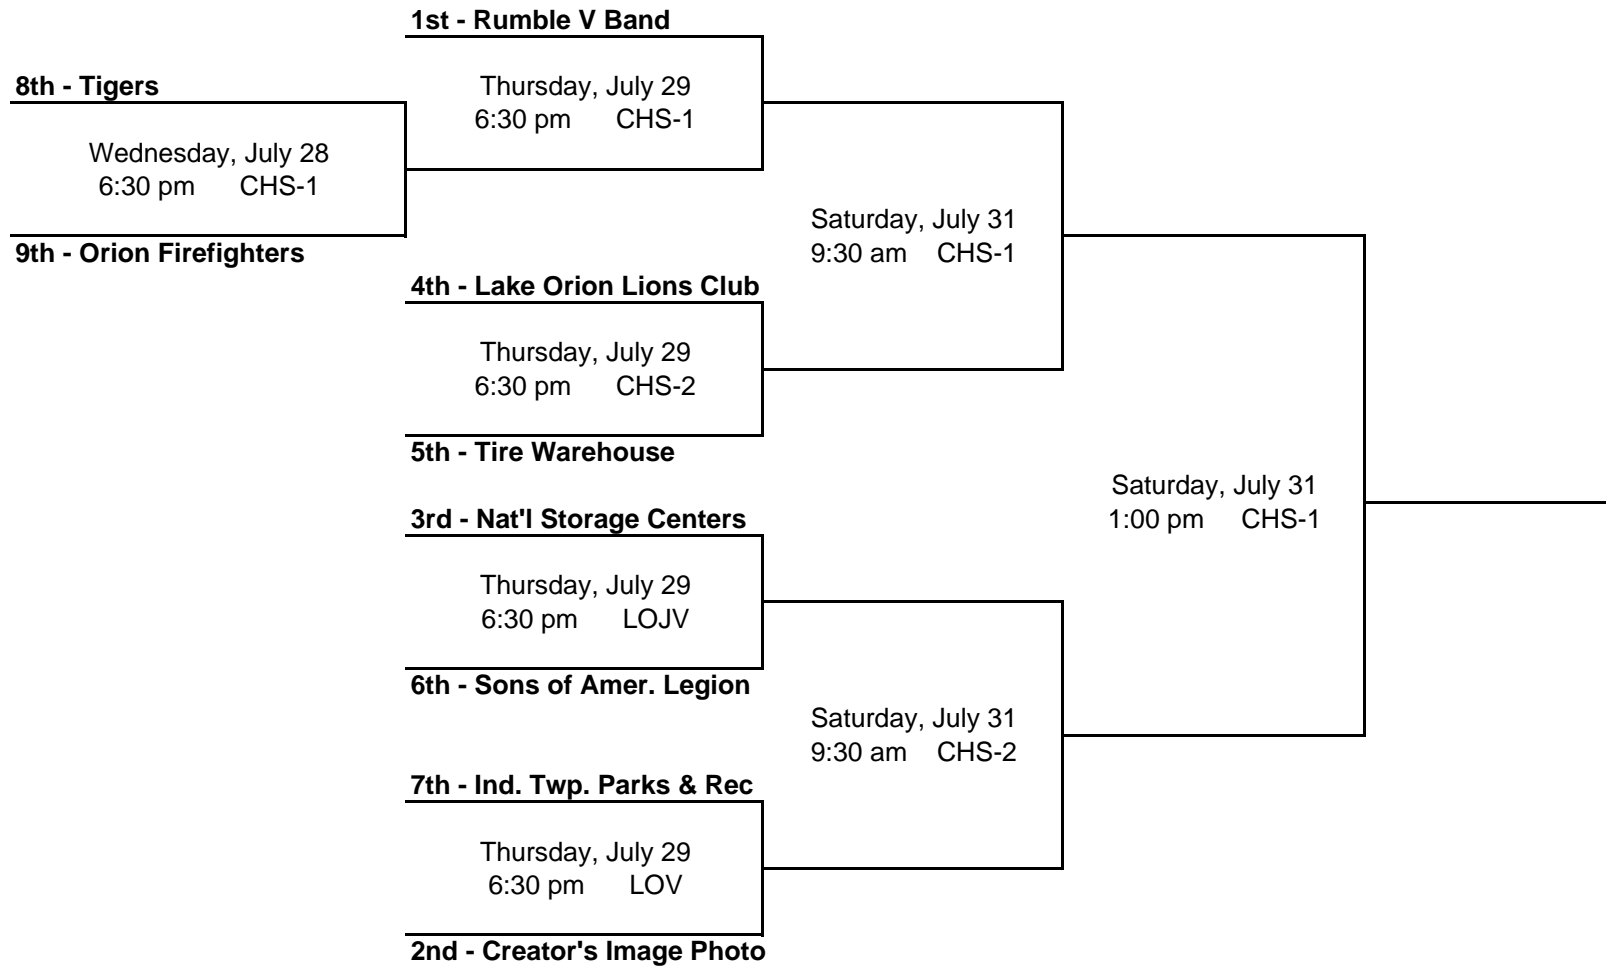 1st - Rumble V Band
Thursday, July 29
6:30 pm CHS-1
8th - Tigers
Wednesday, July 28
6:30 pm CHS-1
9th - Orion Firefighters
Saturday, July 31
9:30 am CHS-1
4th - Lake Orion Lions Club
Thursday, July 29
6:30 pm CHS-2
5th - Tire Warehouse
Saturday, July 31
1:00 pm CHS-1
3rd - Nat'l Storage Centers
Thursday, July 29
6:30 pm LOJV
6th - Sons of Amer. Legion
Saturday, July 31
9:30 am CHS-2
7th - Ind. Twp. Parks & Rec
Thursday, July 29
6:30 pm LOV
2nd - Creator's Image Photo